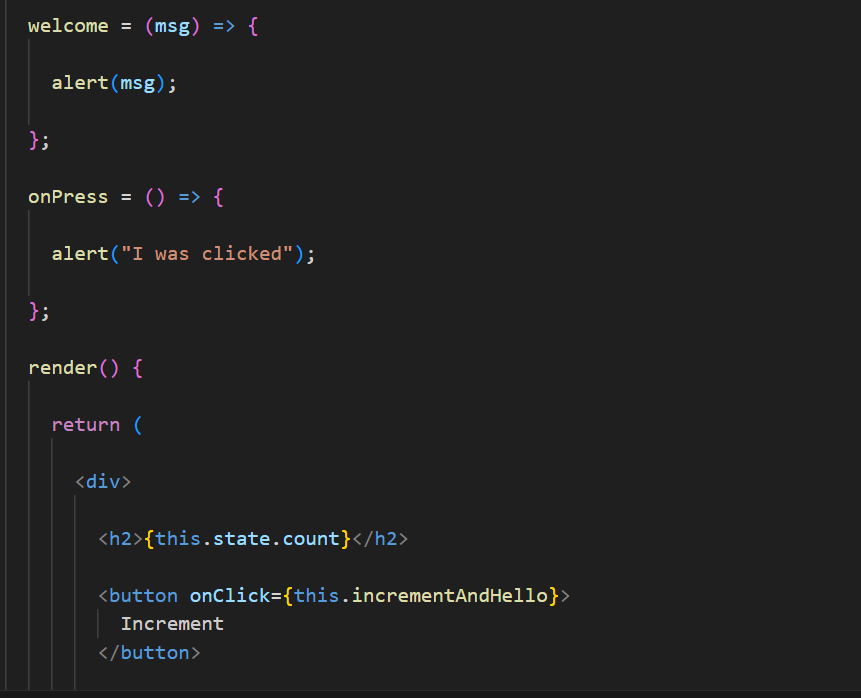 welcome = (msg) => {
alert(msg);
};
onPress = () => {
alert("I was clicked");
};
render() {
return (
<div>
<h2>{this.state.count}</h2>
<button onClick={this.incrementAndHello}>
Increment
</button>